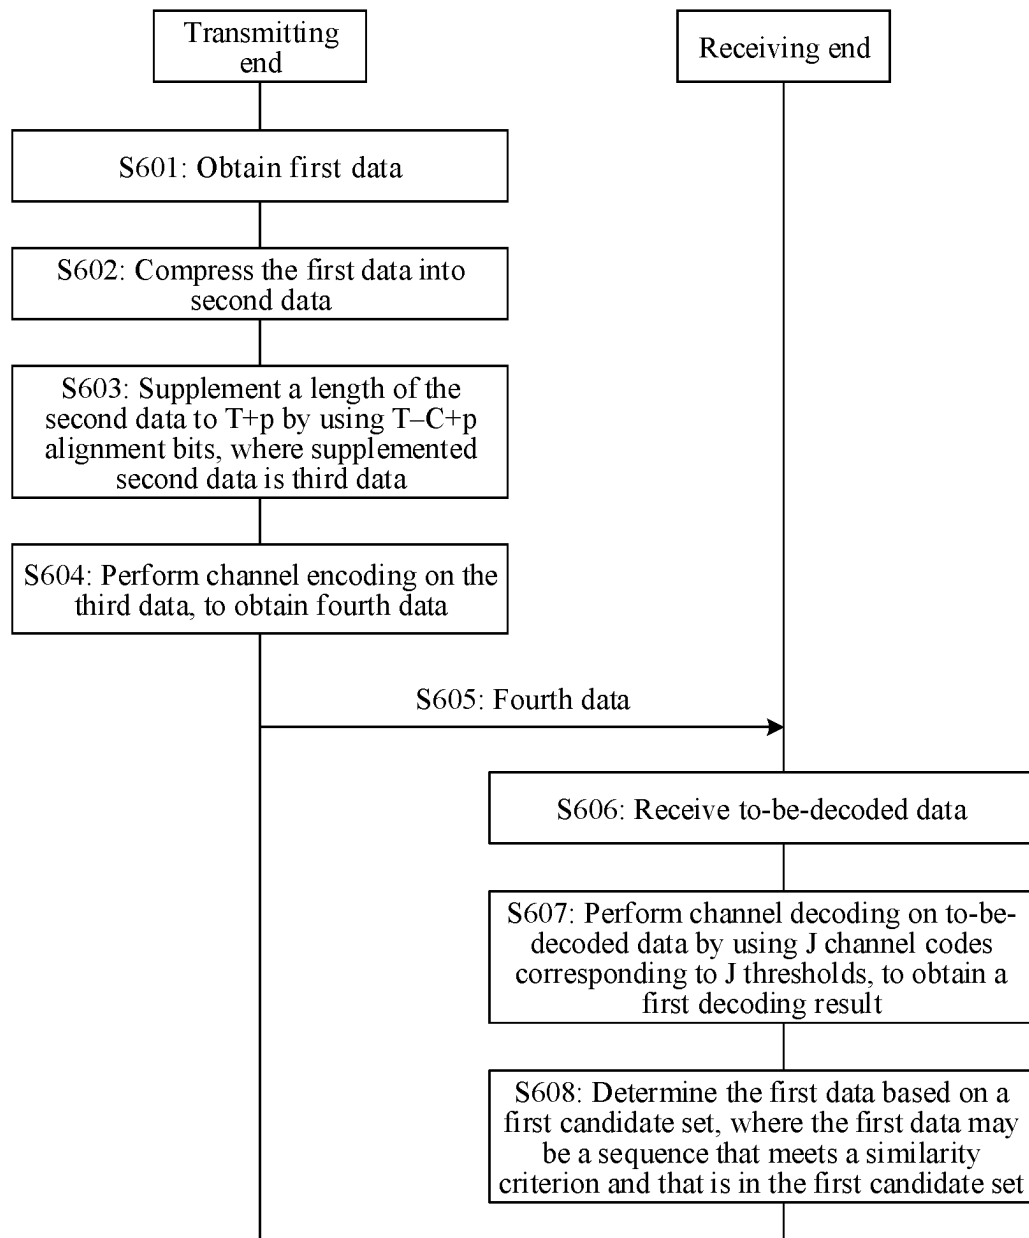 Transmitting
end
Receiving end
S601: Obtain first data
S602: Compress the first data into
second data
S603: Supplement a length of the
second data to T+p by using T–C+p
alignment bits, where supplemented
second data is third data
S604: Perform channel encoding on the
third data, to obtain fourth data
S605: Fourth data
S606: Receive to-be-decoded data
S607: Perform channel decoding on to-be-
decoded data by using J channel codes
corresponding to J thresholds, to obtain a
first decoding result
S608: Determine the first data based on a
first candidate set, where the first data may
be a sequence that meets a similarity
criterion and that is in the first candidate set